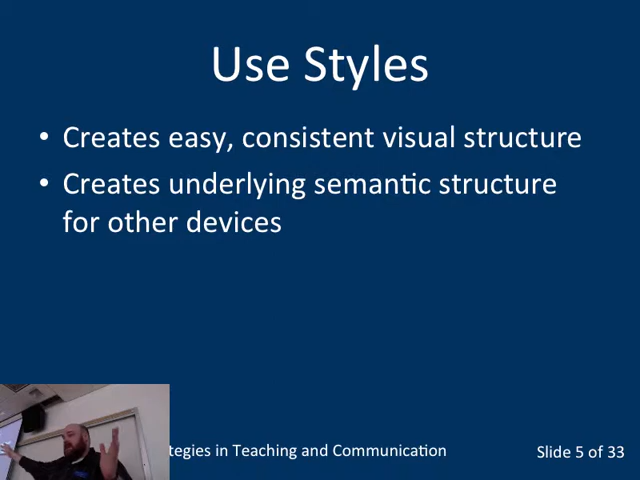 Use Styles
• Creates easy, consistent visual structure
• Creates underlying semantic structure
for other devices
tegies in Teaching and Communication
Slide 5 of 33